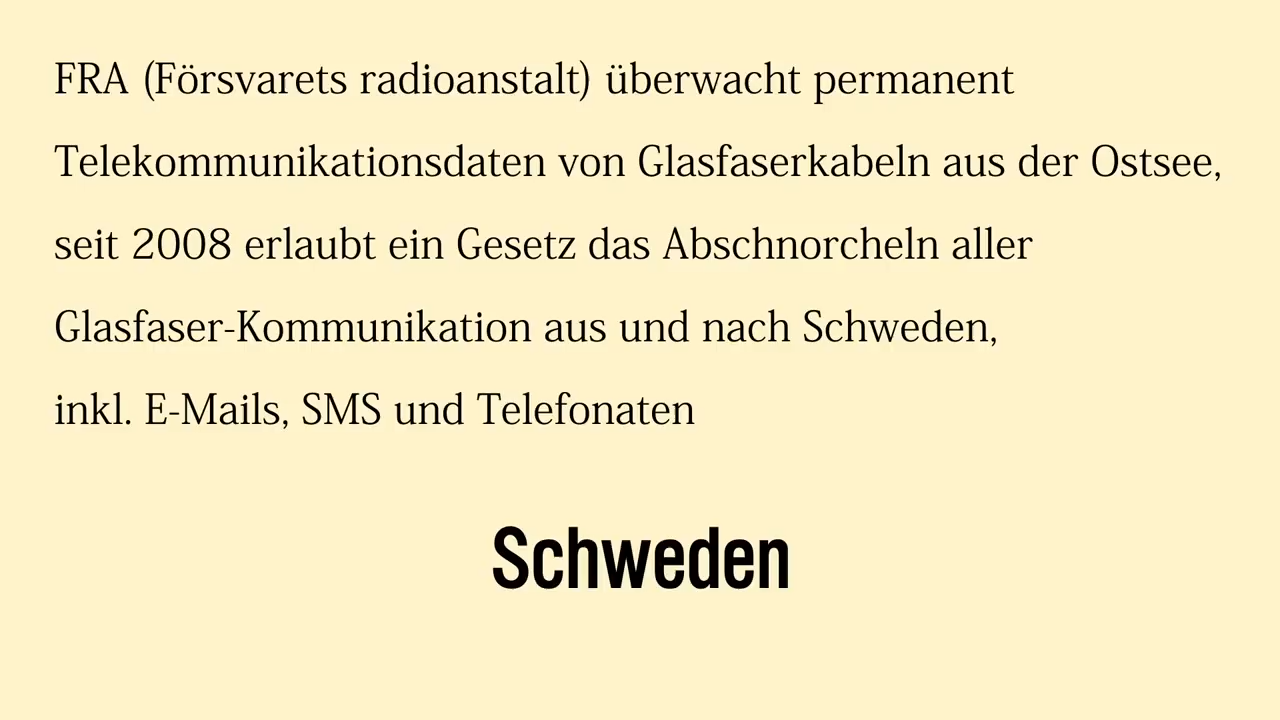 FRA (Försvarets radioanstalt) überwacht permanent
Telekommunikationsdaten von Glasfaserkabeln aus der Ostsee,
seit 2008 erlaubt ein Gesetz das Abschnorcheln aller
Glasfaser-Kommunikation aus und nach Schweden,
inkl. E-Mails, SMS und Telefonaten
Schweden